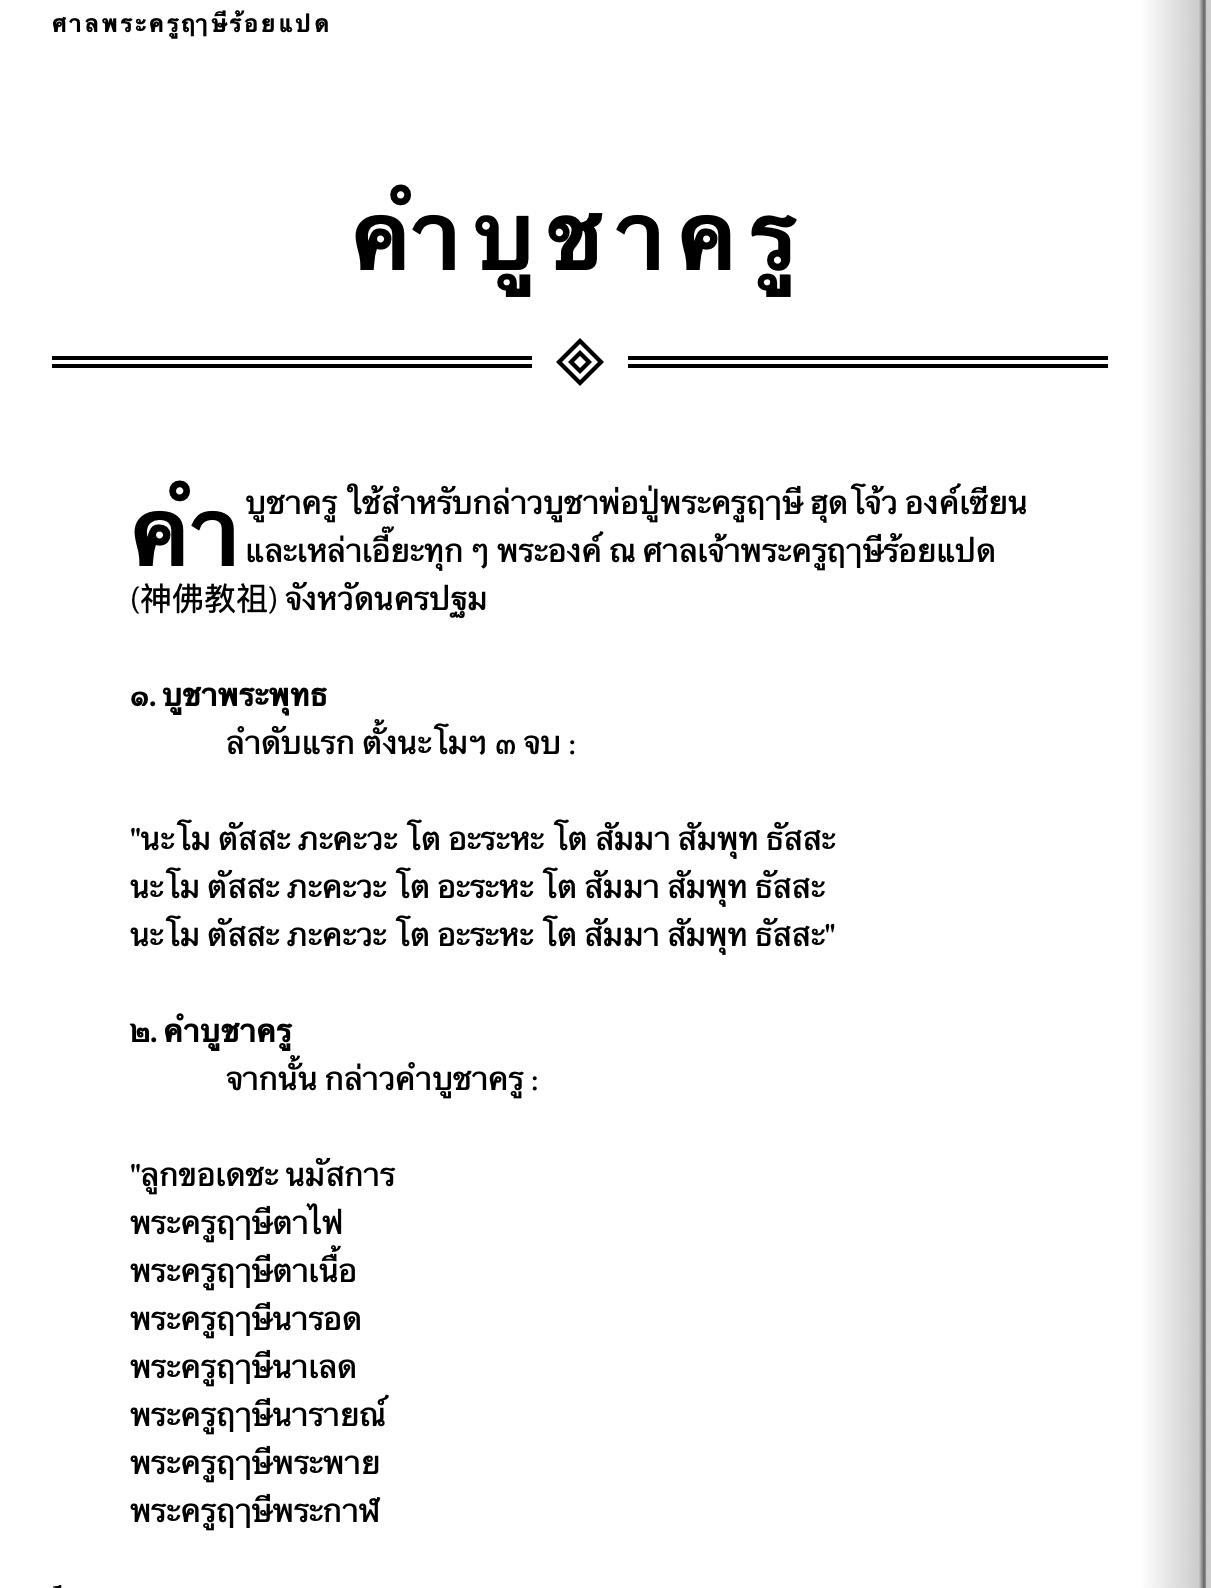 ศาลพระครูฤๅษีร้อยแปด
คำบูชาครู
คำบูชาครู ใช้สำหรับกล่าวบูชาพ่อปู่พระครูฤๅษี ฮุดโจ้ว องค์เซียน
และเหล่าเอี๊ยะทุก ๆ พระองค์ ณ ศาลเจ้าพระครูฤๅษีร้อยแปด
(神佛教祖) จังหวัดนครปฐม
๑. บูชาพระพุทธ
ลำดับแรก ตั้งนะโมฯ ๓ จบ :
"นะโม ตัสสะ ภะคะวะ โต อะระหะ โต สัมมา สัมพุท ธัสสะ
นะโม ตัสสะ ภะคะวะ โต อะระหะ โต สัมมา สัมพุท ธัสสะ
นะโม ตัสสะ ภะคะวะ โต อะระหะ โต สัมมา สัมพุท ธัสสะ"
๒. คำบูชาครู
จากนั้น กล่าวคำบูชาครู :
"ลูกขอเดชะ นมัสการ
พระครูฤๅษีตาไฟ
พระครูฤๅษีตาเนื้อ
พระครูฤๅษีนารอด
พระครูฤๅษีนาเลด
พระครูฤๅษีนารายณ์
พระครูฤๅษีพระพาย
พระครูฤๅษีพระกาฬ